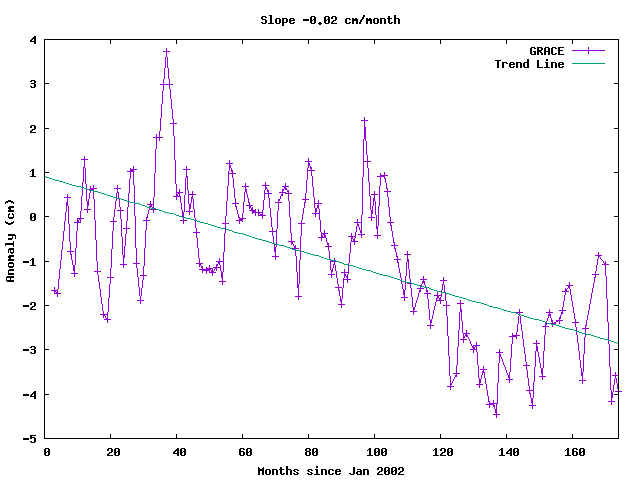 Slope -0.02 cm/month
GRACE
Trend Line
Anomaly (cm)
4
3
2
1
0
-1
-2
-3
-4
-5
0 20 40 60 80 100 120 140 160
Months since Jan 2002